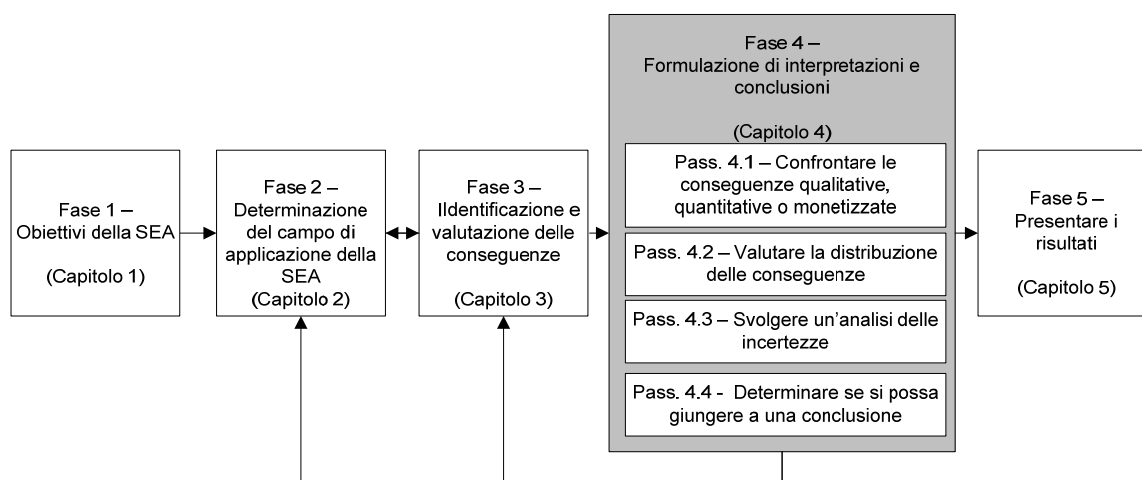 Fase 1 –
Obiettivi della SEA
(Capitolo 1)
Fase 2 –
Determinazione
del campo di
applicazione della
SEA
(Capitolo 2)
Fase 3 –
IIdentificazione e
valutazione delle
conseguenze
(Capitolo 3)
Fase 4 –
Formulazione di interpretazioni e
conclusioni
(Capitolo 4)
Pass. 4.1 – Confrontare le
conseguenze qualitative,
quantitative o monetizzate
Pass. 4.2 – Valutare la distribuzione
delle conseguenze
Pass. 4.3 – Svolgere un'analisi delle
incertezze
Pass. 4.4 - Determinare se si possa
giungere a una conclusione
Fase 5 –
Presentare i
risultati
(Capitolo 5)